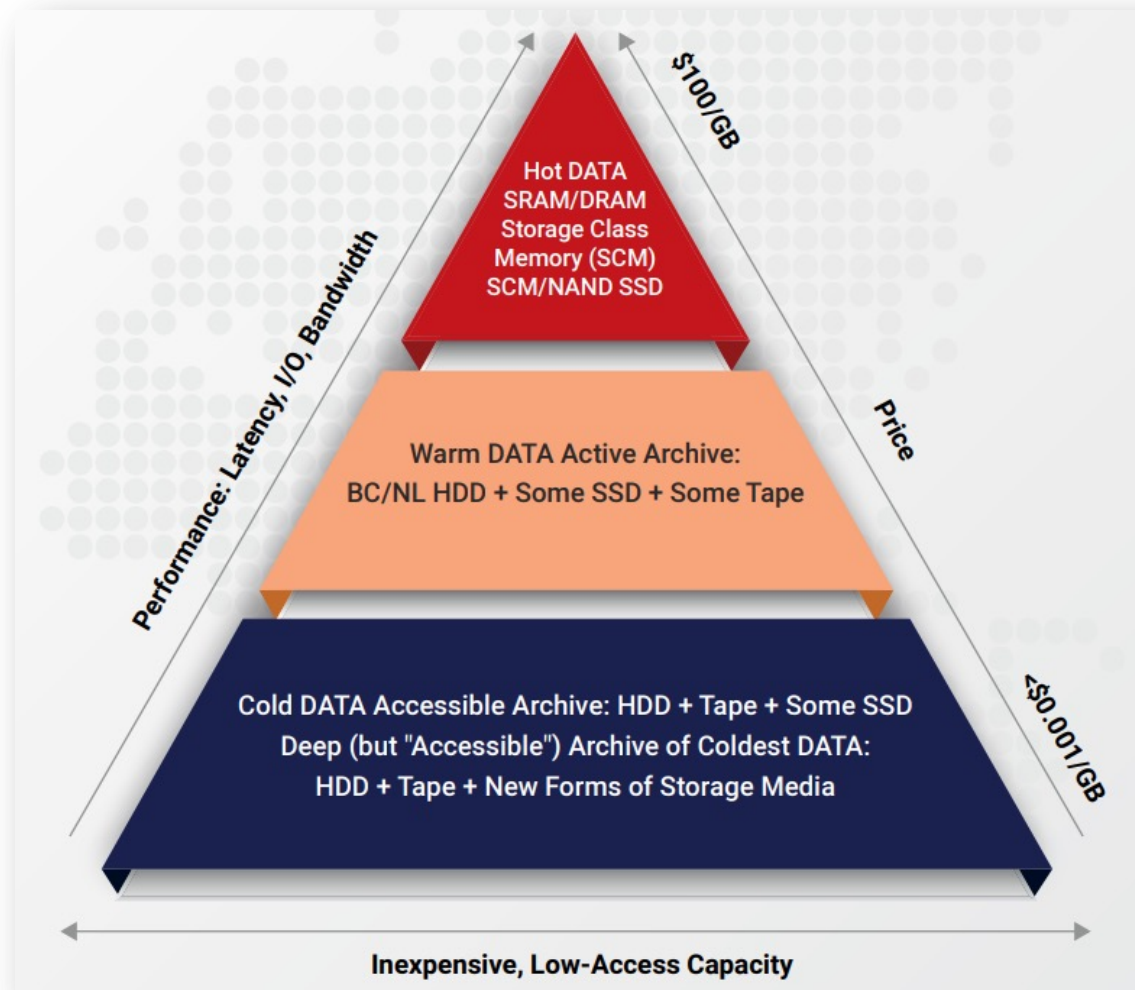 $100/GB
Hot DATA
SRAM/DRAM
Storage Class
Memory (SCM)
SCM/NAND SSD
Performance: Latency, I/O, Bandwidth
Price
Warm DATA Active Archive:
BC/NL HDD + Some SSD + Some Tape
<$0.001/GB
Cold DATA Accessible Archive: HDD + Tape + Some SSD
Deep (but "Accessible") Archive of Coldest DATA:
HDD + Tape + New Forms of Storage Media
Inexpensive, Low-Access Capacity